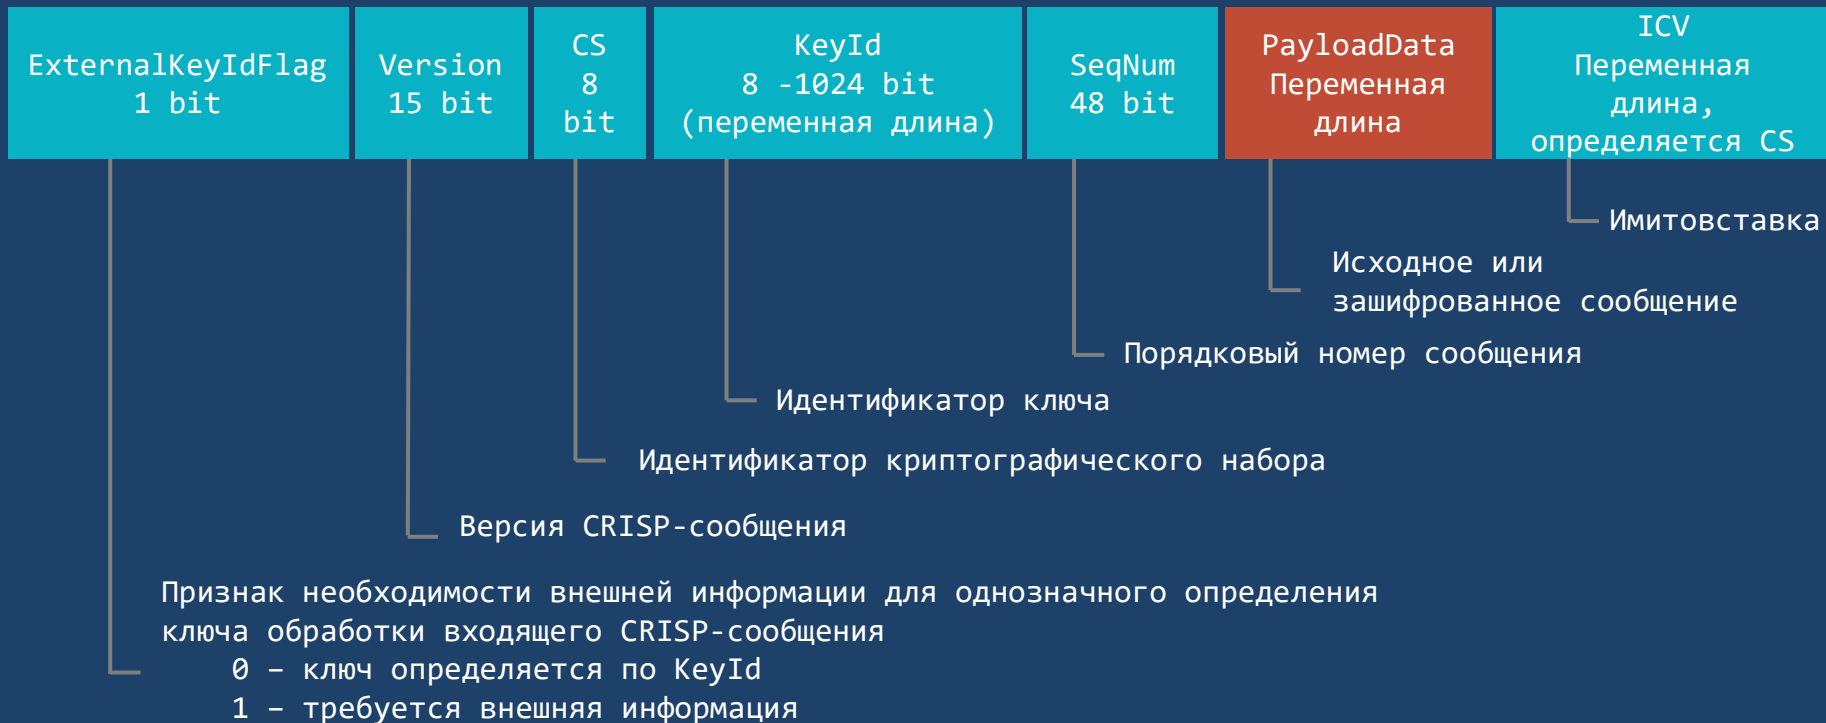 ExternalKeyIdFlag
1 bit
Version
15 bit
CS
8
bit
KeyId
8 -1024 bit
(переменная длина)
SeqNum
48 bit
PayloadData
Переменная
длина
ICV
Переменная
длина,
определяется CS
Имитовставка
Исходное или
зашифрованное сообщение
Порядковый номер сообщения
Идентификатор ключа
Идентификатор криптографического набора
Версия CRISP-сообщения
Признак необходимости внешней информации для однозначного определения
ключа обработки входящего CRISP-сообщения
0 – ключ определяется по KeyId
1 – требуется внешняя информация